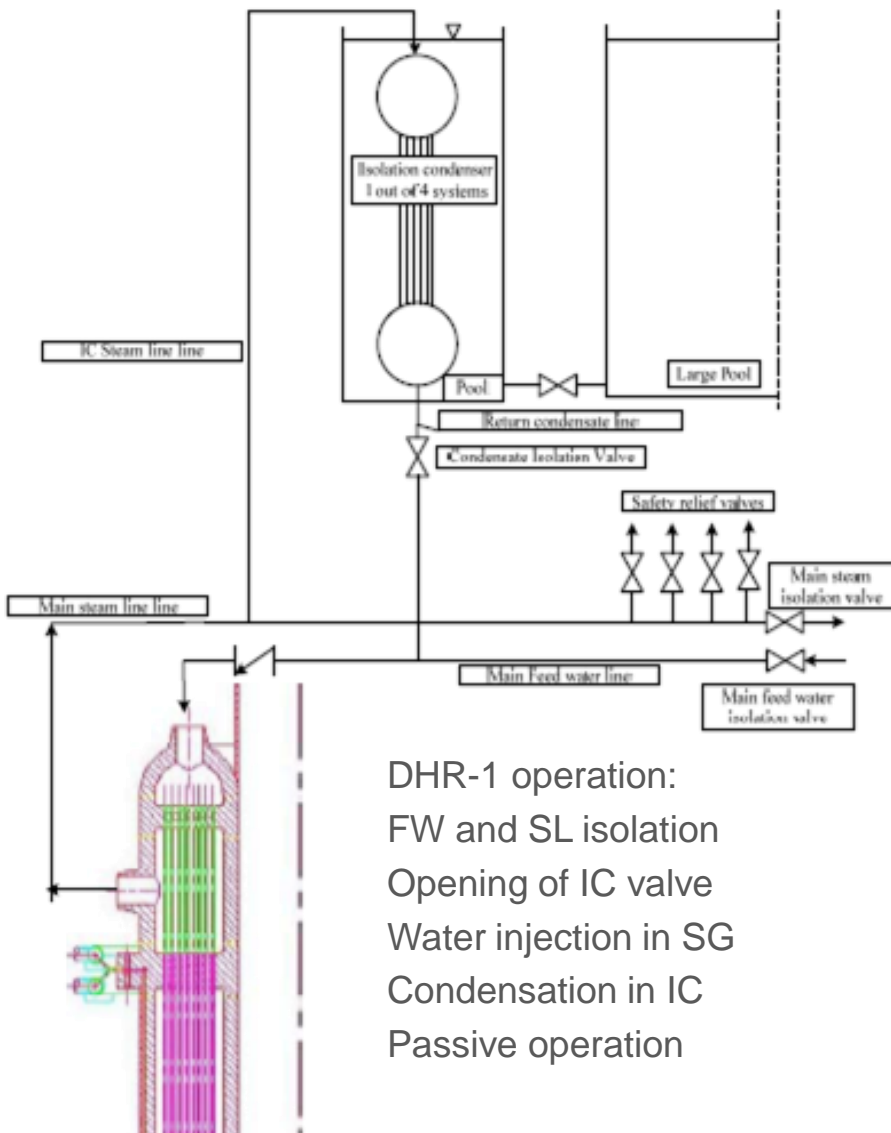 Isolation condenser
1 out of 4 systems
IC Steam line line
Pool
Large Pool
Return condensate line
Condensate Isolation Valve
Safety relief valves
Main steam
isolation valve
Main steam line line
Main Feed water line
Main feed water
isolation valve
DHR-1 operation:
FW and SL isolation
Opening of IC valve
Water injection in SG
Condensation in IC
Passive operation